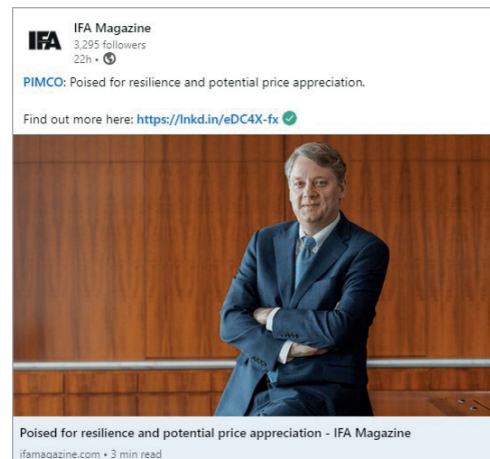 IFA
IFA Magazine
3,295 followers
22h •
PIMCO: Poised for resilience and potential price appreciation.
Find out more here: https://lnkd.in/eDC4X-fx
Poised for resilience and potential price appreciation - IFA Magazine
ifamagazine.com • 3 min read